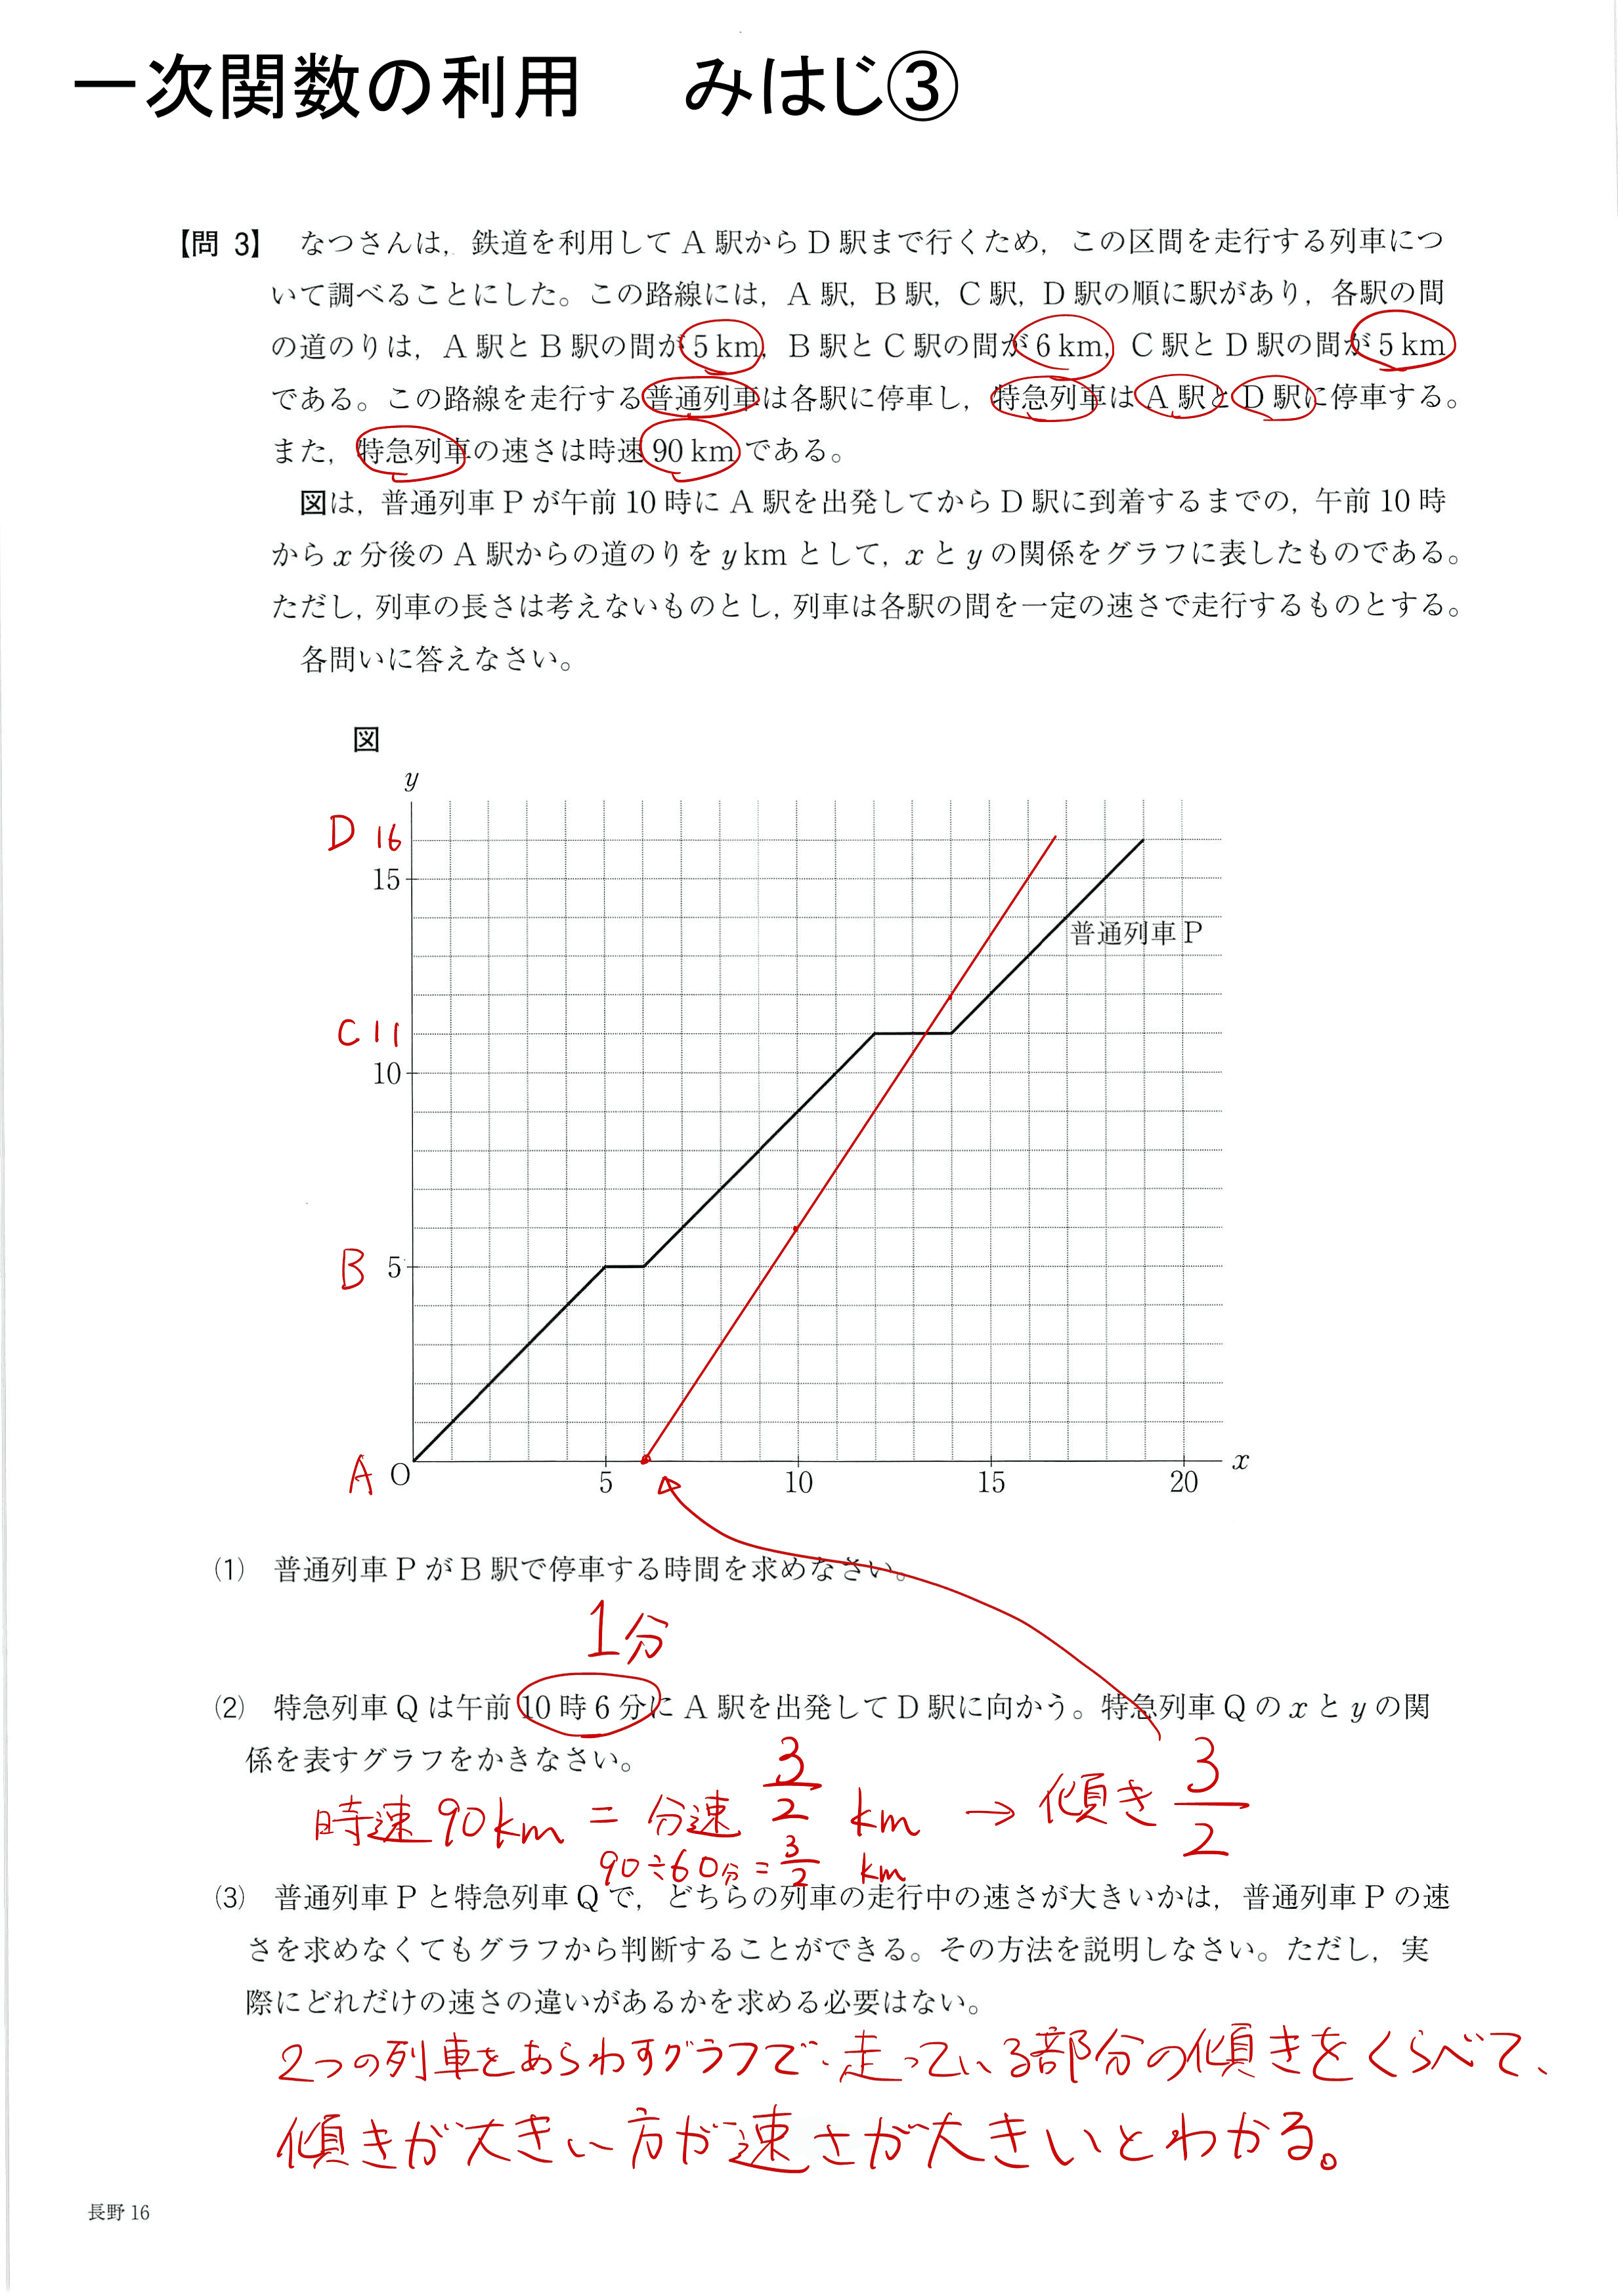 一次関数の利用　みはじ③
【問 3】　なつさんは，鉄道を利用して A 駅から D 駅まで行くため，この区間を走行する列車につ
いて調べることにした。この路線には，A 駅，B 駅，C 駅，D 駅の順に駅があり，各駅の間
の道のりは，A 駅と B 駅の間が 5 km，B 駅と C 駅の間が 6 km，C 駅と D 駅の間が 5 km
である。この路線を走行する普通列車は各駅に停車し，特急列車は A 駅と D 駅に停車する。
また，特急列車の速さは時速 90 km である。
図は，普通列車 P が午前 10 時に A 駅を出発してから D 駅に到着するまでの，午前 10 時
から x 分後の A 駅からの道のりを y km として，x と y の関係をグラフに表したものである。
ただし，列車の長さは考えないものとし，列車は各駅の間を一定の速さで走行するものとする。
各問いに答えなさい。
図
y
D 16
15
普通列車 P
C 11
10
B 5
A O 5 10 15 20 x
(1)　普通列車 P が B 駅で停車する時間を求めなさい。
1分
(2)　特急列車 Q は午前 10 時 6 分に A 駅を出発して D 駅に向かう。特急列車 Q の x と y の関
係を表すグラフをかきなさい。
時速 90km = 分速 3/2 km → 傾き 3/2
90÷60分 = 3/2 km
(3)　普通列車 P と特急列車 Q で，どちらの列車の走行中の速さが大きいかは，普通列車 P の速
さを求めなくてもグラフから判断することができる。その方法を説明しなさい。ただし，実
際にどれだけの速さの違いがあるかを求める必要はない。
2つの列車をあらわすグラフで、走っている部分の傾きをくらべて、
傾きが大きい方が速さが大きいとわかる。
長野 16